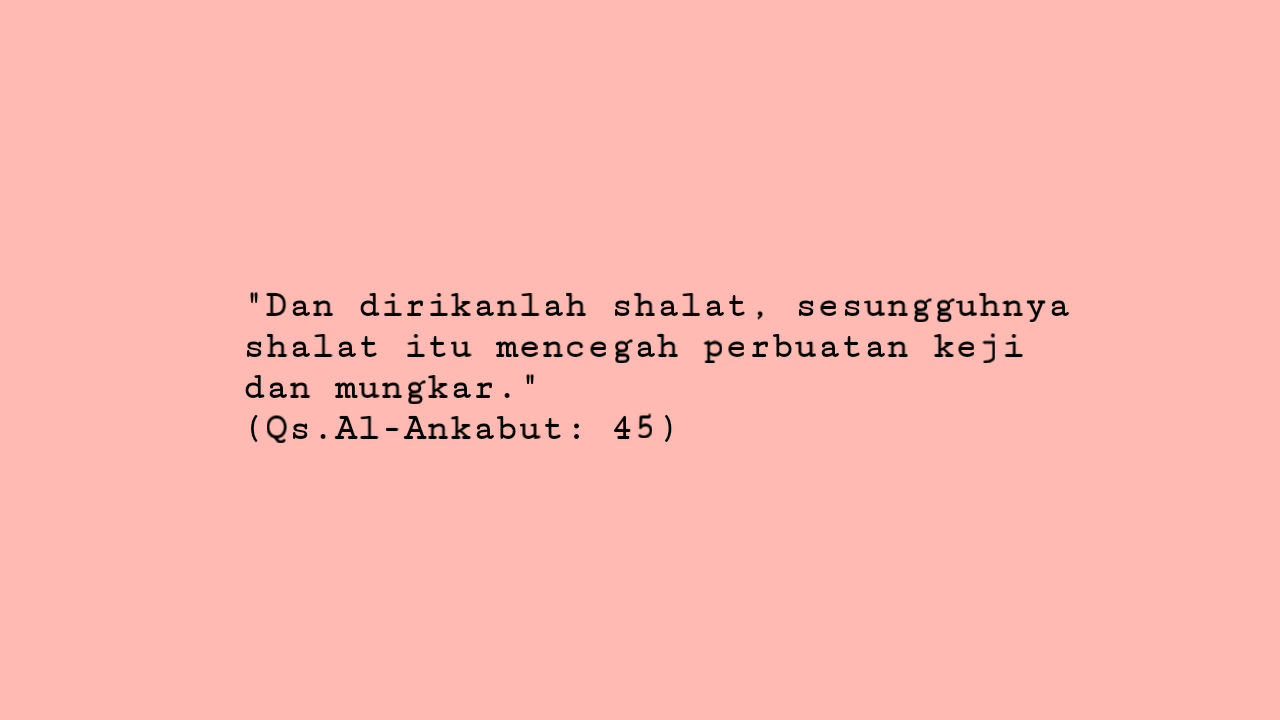 "Dan dirikanlah shalat, sesungguhnya
shalat itu mencegah perbuatan keji
dan mungkar."
(Qs.Al-Ankabut: 45)